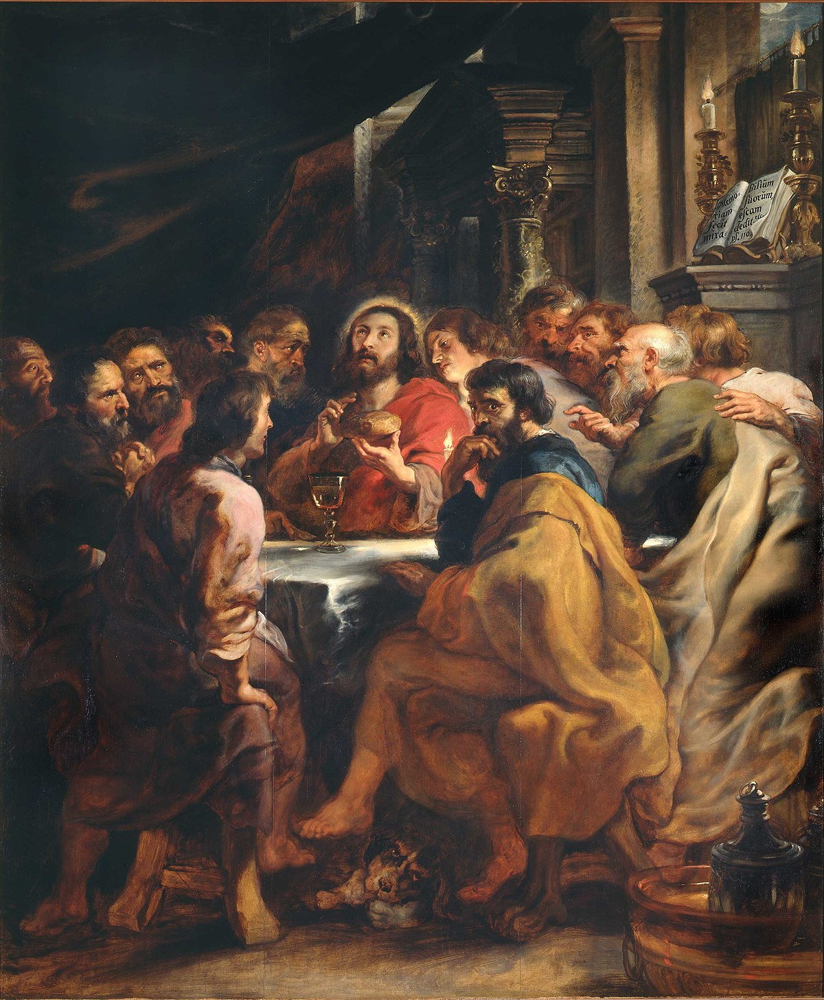 Memo-
riam
fecit
mira=
bilium
suorum
escam
dedit &c
ps. 110.